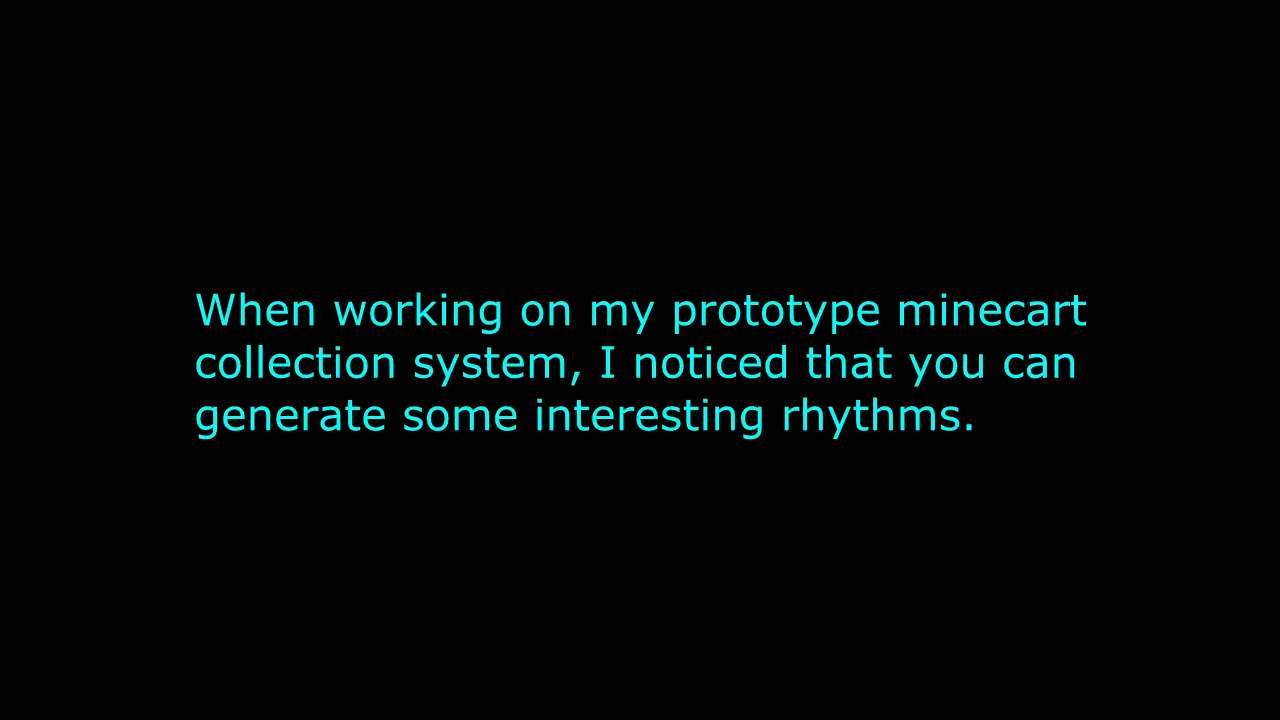 When working on my prototype minecart
collection system, I noticed that you can
generate some interesting rhythms.